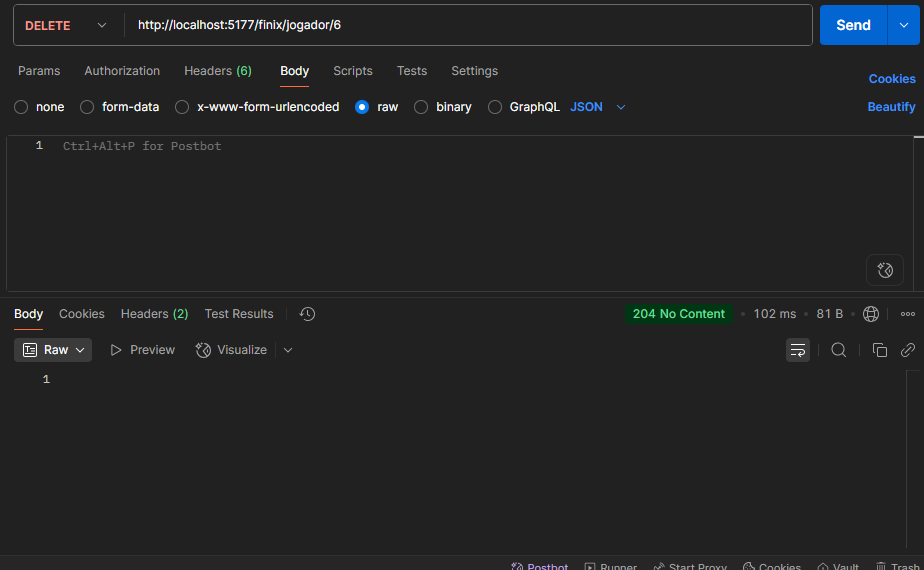 DELETE http://localhost:5177/finix/jogador/6 Send
Params Authorization Headers (6) Body Scripts Tests Settings Cookies
none form-data x-www-form-urlencoded raw binary GraphQL JSON Beautify
1 Ctrl+Alt+P for Postbot
Body Cookies Headers (2) Test Results 204 No Content 102 ms 81 B
Raw Preview Visualize
1
Postbot Runner Start Proxy Cookies Vault Trash